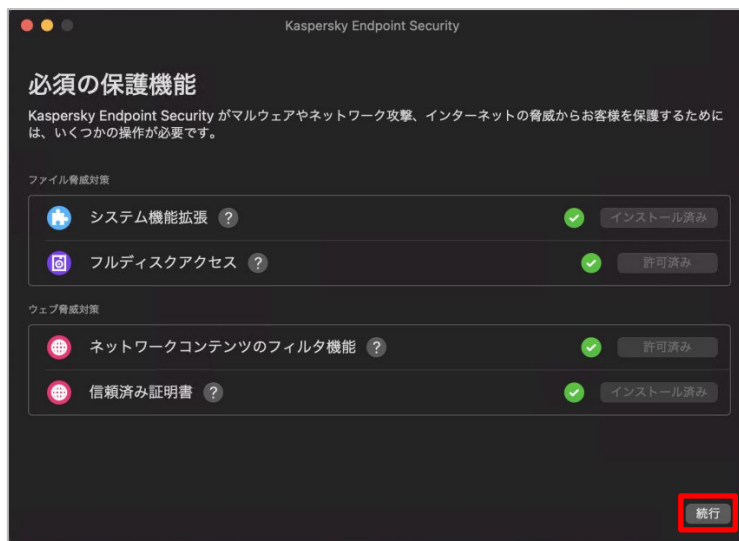 Kaspersky Endpoint Security
必須の保護機能
Kaspersky Endpoint Security がマルウェアやネットワーク攻撃、インターネットの脅威からお客様を保護するために
は、いくつかの操作が必要です。
ファイル脅威対策
システム機能拡張 ? インストール済み
フルディスクアクセス ? 許可済み
ウェブ脅威対策
ネットワークコンテンツのフィルタ機能 ? 許可済み
信頼済み証明書 ? インストール済み
続行